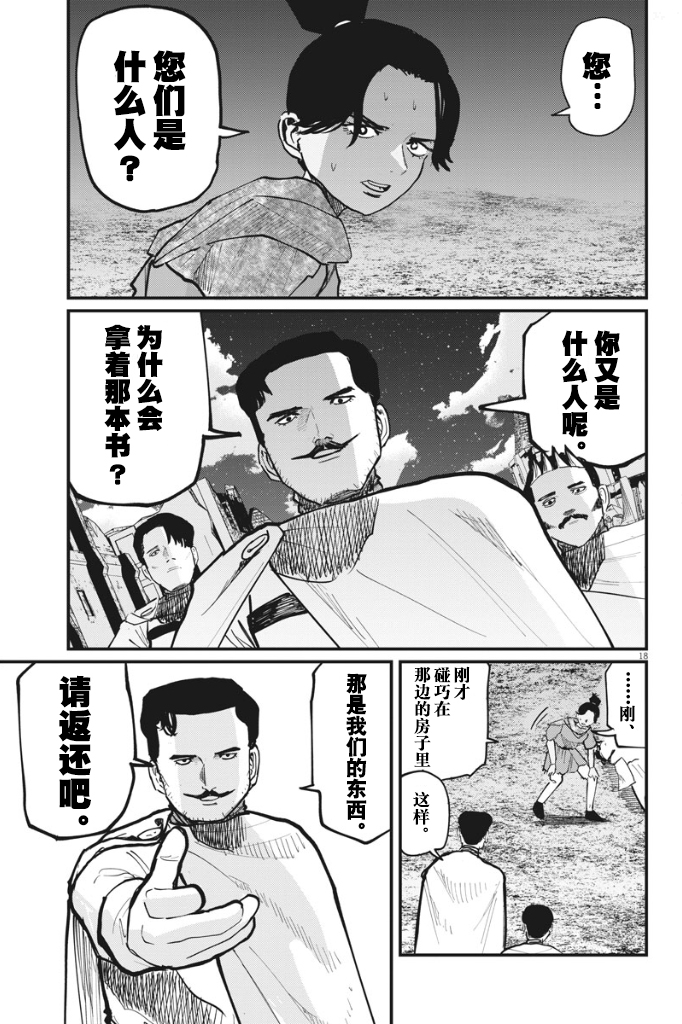 您…
您们是
什么人？
你又是
什么人呢。
为什么会
拿着那本书？
18
……刚、
刚才
碰巧在
那边的房子里
这样。
那是我们的东西。
请返还吧。